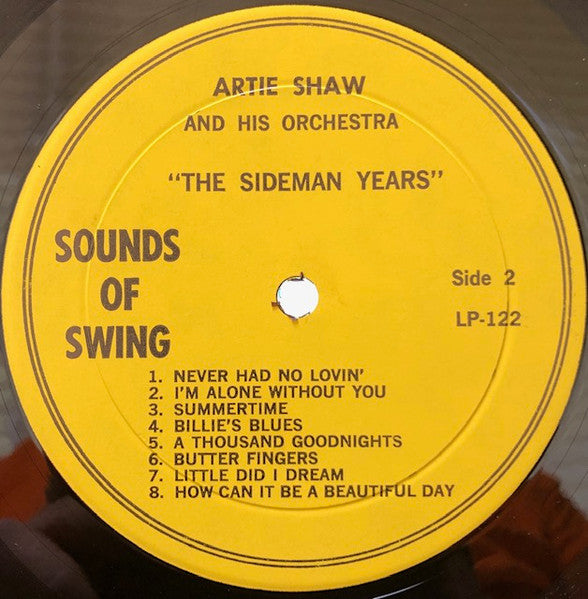 ARTIE SHAW
AND HIS ORCHESTRA
"THE SIDEMAN YEARS"
SOUNDS
OF
SWING
Side 2
LP-122
1. NEVER HAD NO LOVIN'
2. I'M ALONE WITHOUT YOU
3. SUMMERTIME
4. BILLIE'S BLUES
5. A THOUSAND GOODNIGHTS
6. BUTTER FINGERS
7. LITTLE DID I DREAM
8. HOW CAN IT BE A BEAUTIFUL DAY